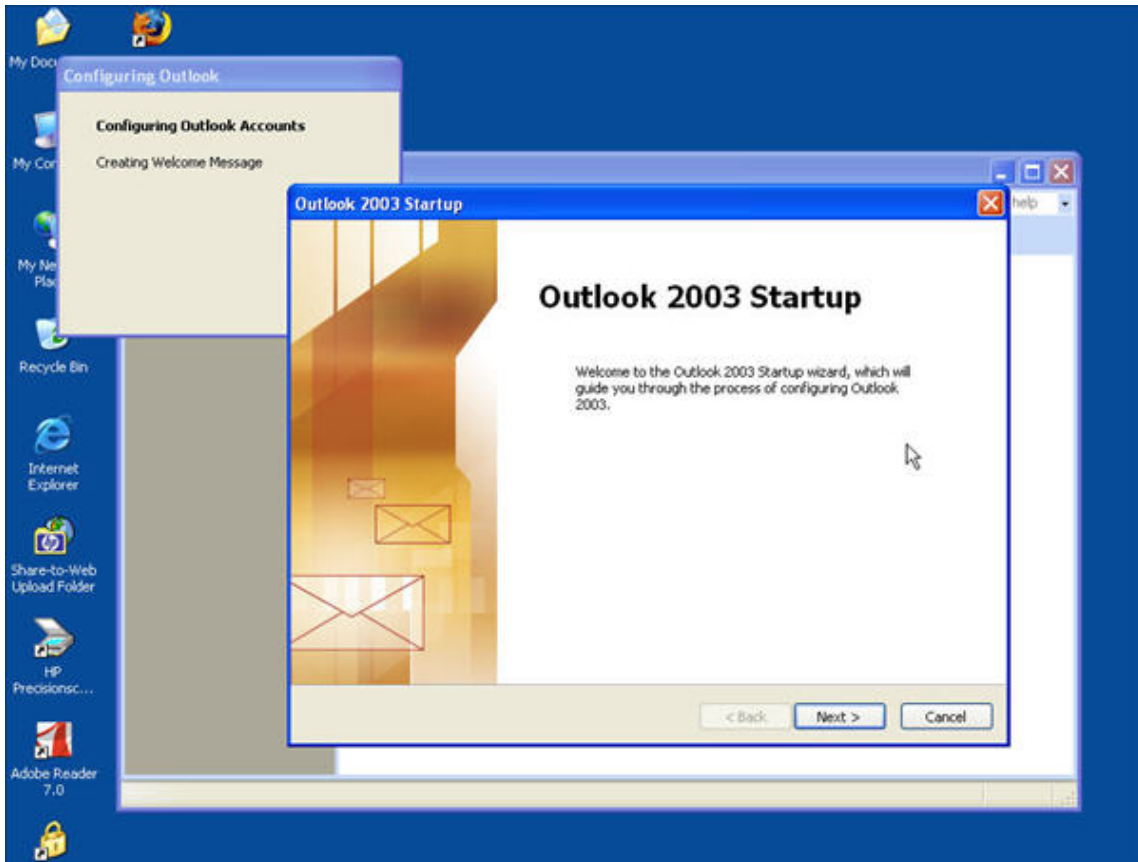 My Docu
Configuring Outlook
Configuring Outlook Accounts
Creating Welcome Message
My Con
help
Outlook 2003 Startup
Outlook 2003 Startup
Welcome to the Outlook 2003 Startup wizard, which will
guide you through the process of configuring Outlook
2003.
My Ne
Plac
Recycle Bin
Internet
Explorer
Share-to-Web
Upload Folder
HP
Precisionsc...
Adobe Reader
7.0
< Back
Next >
Cancel